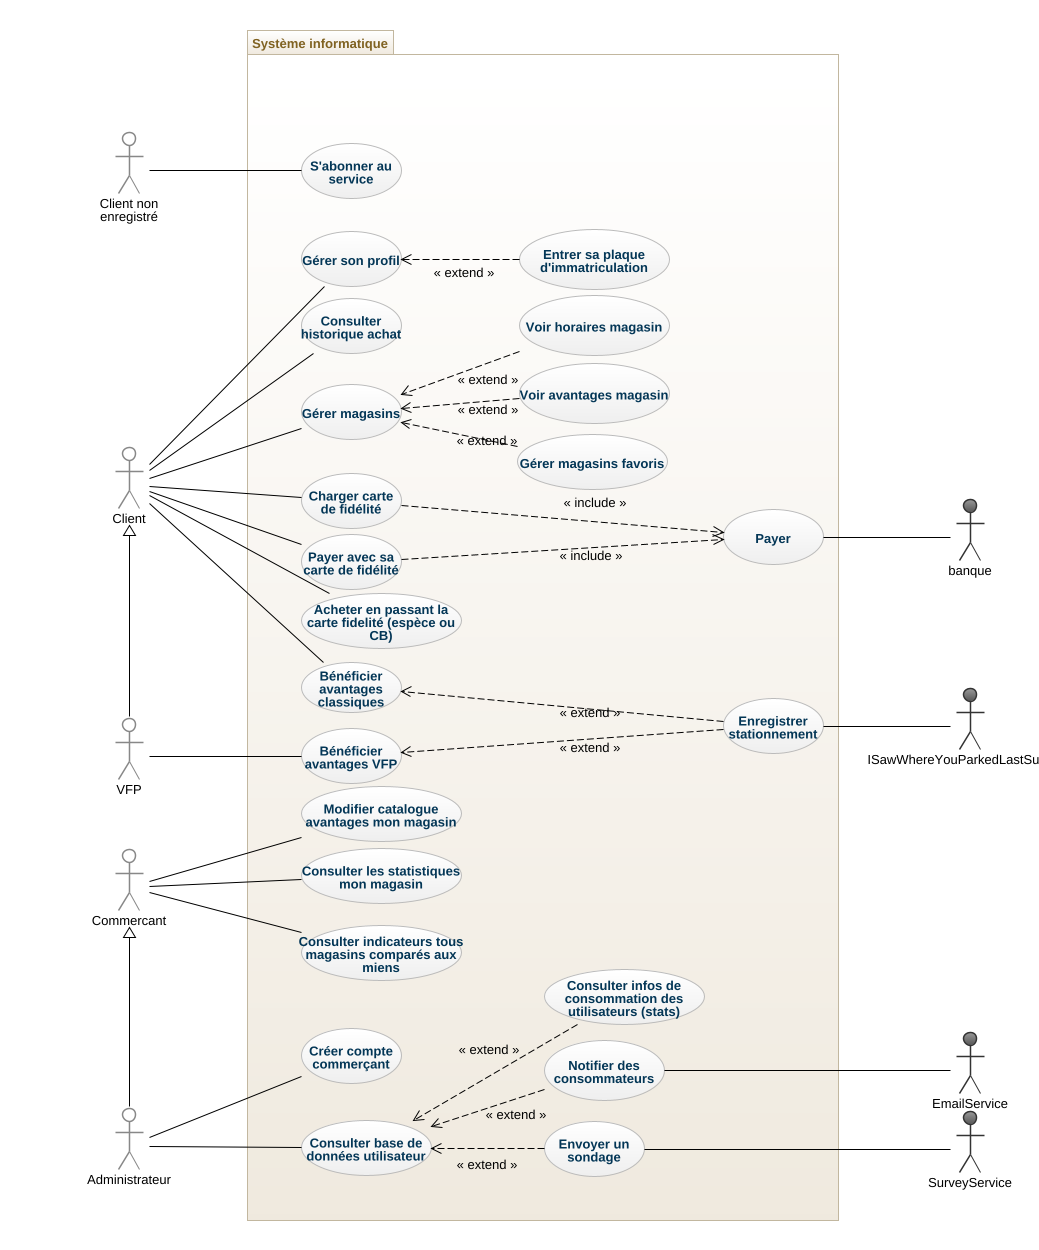 Système informatique
Client non
enregistré
S'abonner au
service
Gérer son profil
« extend »
Entrer sa plaque
d'immatriculation
Consulter
historique achat
Voir horaires magasin
Gérer magasins
« extend »
Voir avantages magasin
« extend »
« extend »
Gérer magasins favoris
Client
Charger carte
de fidélité
« include »
Payer
banque
Payer avec sa
carte de fidélité
« include »
Acheter en passant la
carte fidelité (espèce ou
CB)
Bénéficier
avantages
classiques
« extend »
Enregistrer
stationnement
ISawWhereYouParkedLastSu
VFP
Bénéficier
avantages VFP
« extend »
Modifier catalogue
avantages mon magasin
Commercant
Consulter les statistiques
mon magasin
Consulter indicateurs tous
magasins comparés aux
miens
Consulter infos de
consommation des
utilisateurs (stats)
Créer compte
commerçant
« extend »
Notifier des
consommateurs
EmailService
« extend »
Administrateur
Consulter base de
données utilisateur
« extend »
Envoyer un
sondage
SurveyService